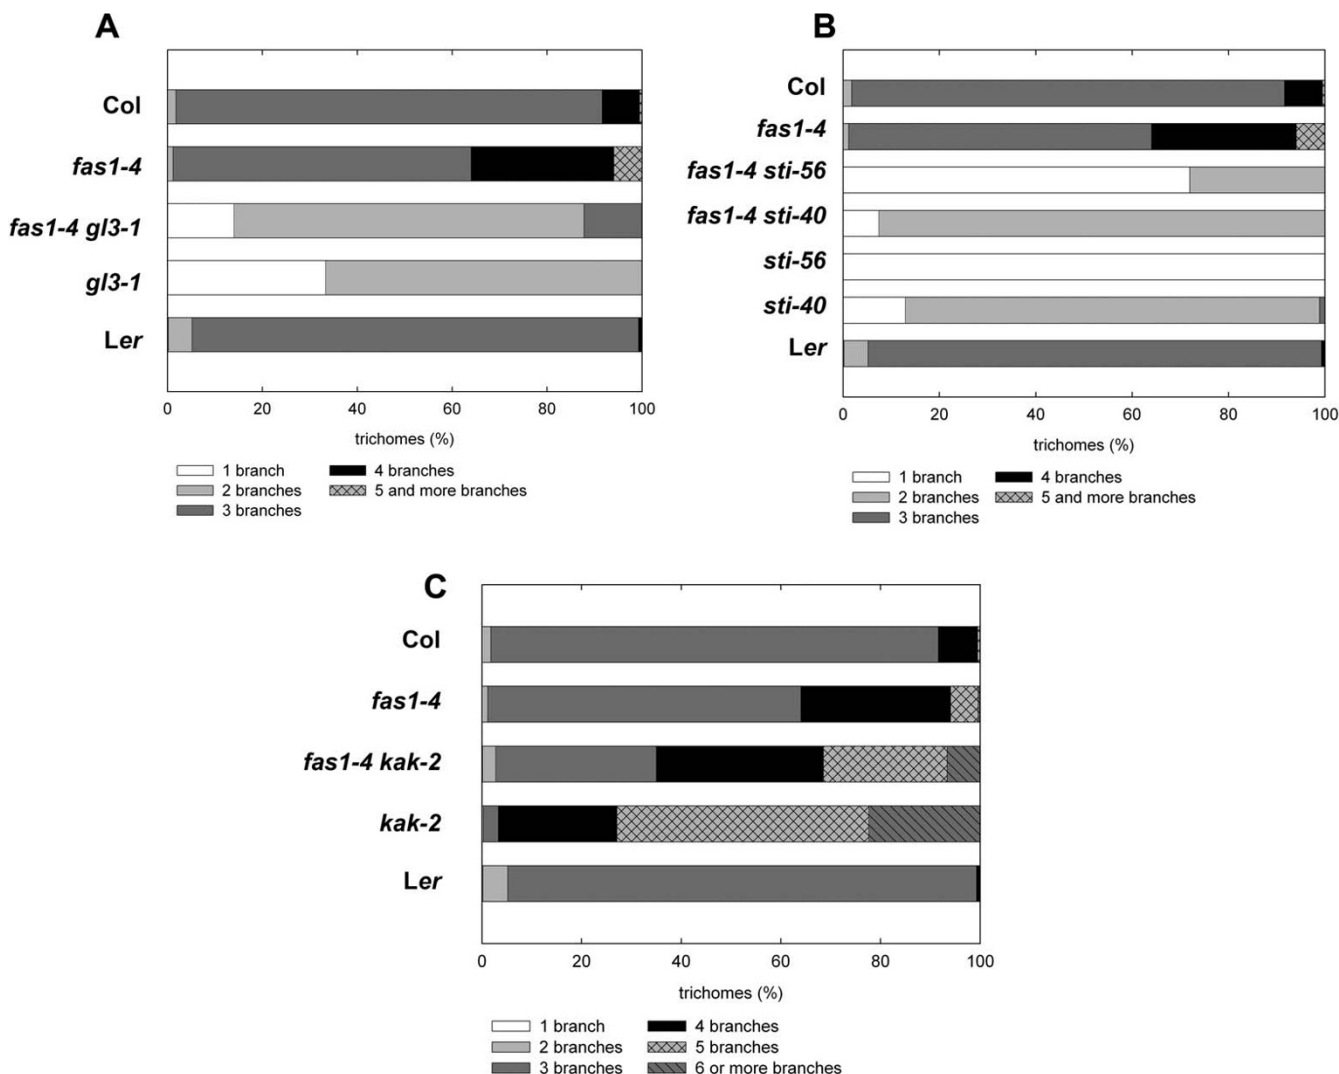 A
Col
fas1-4
fas1-4 gl3-1
gl3-1
Ler
0 20 40 60 80 100
trichomes (%)
1 branch 4 branches
2 branches 5 and more branches
3 branches
B
Col
fas1-4
fas1-4 sti-56
fas1-4 sti-40
sti-56
sti-40
Ler
0 20 40 60 80 100
trichomes (%)
1 branch 4 branches
2 branches 5 and more branches
3 branches
C
Col
fas1-4
fas1-4 kak-2
kak-2
Ler
0 20 40 60 80 100
trichomes (%)
1 branch 4 branches
2 branches 5 branches
3 branches 6 or more branches